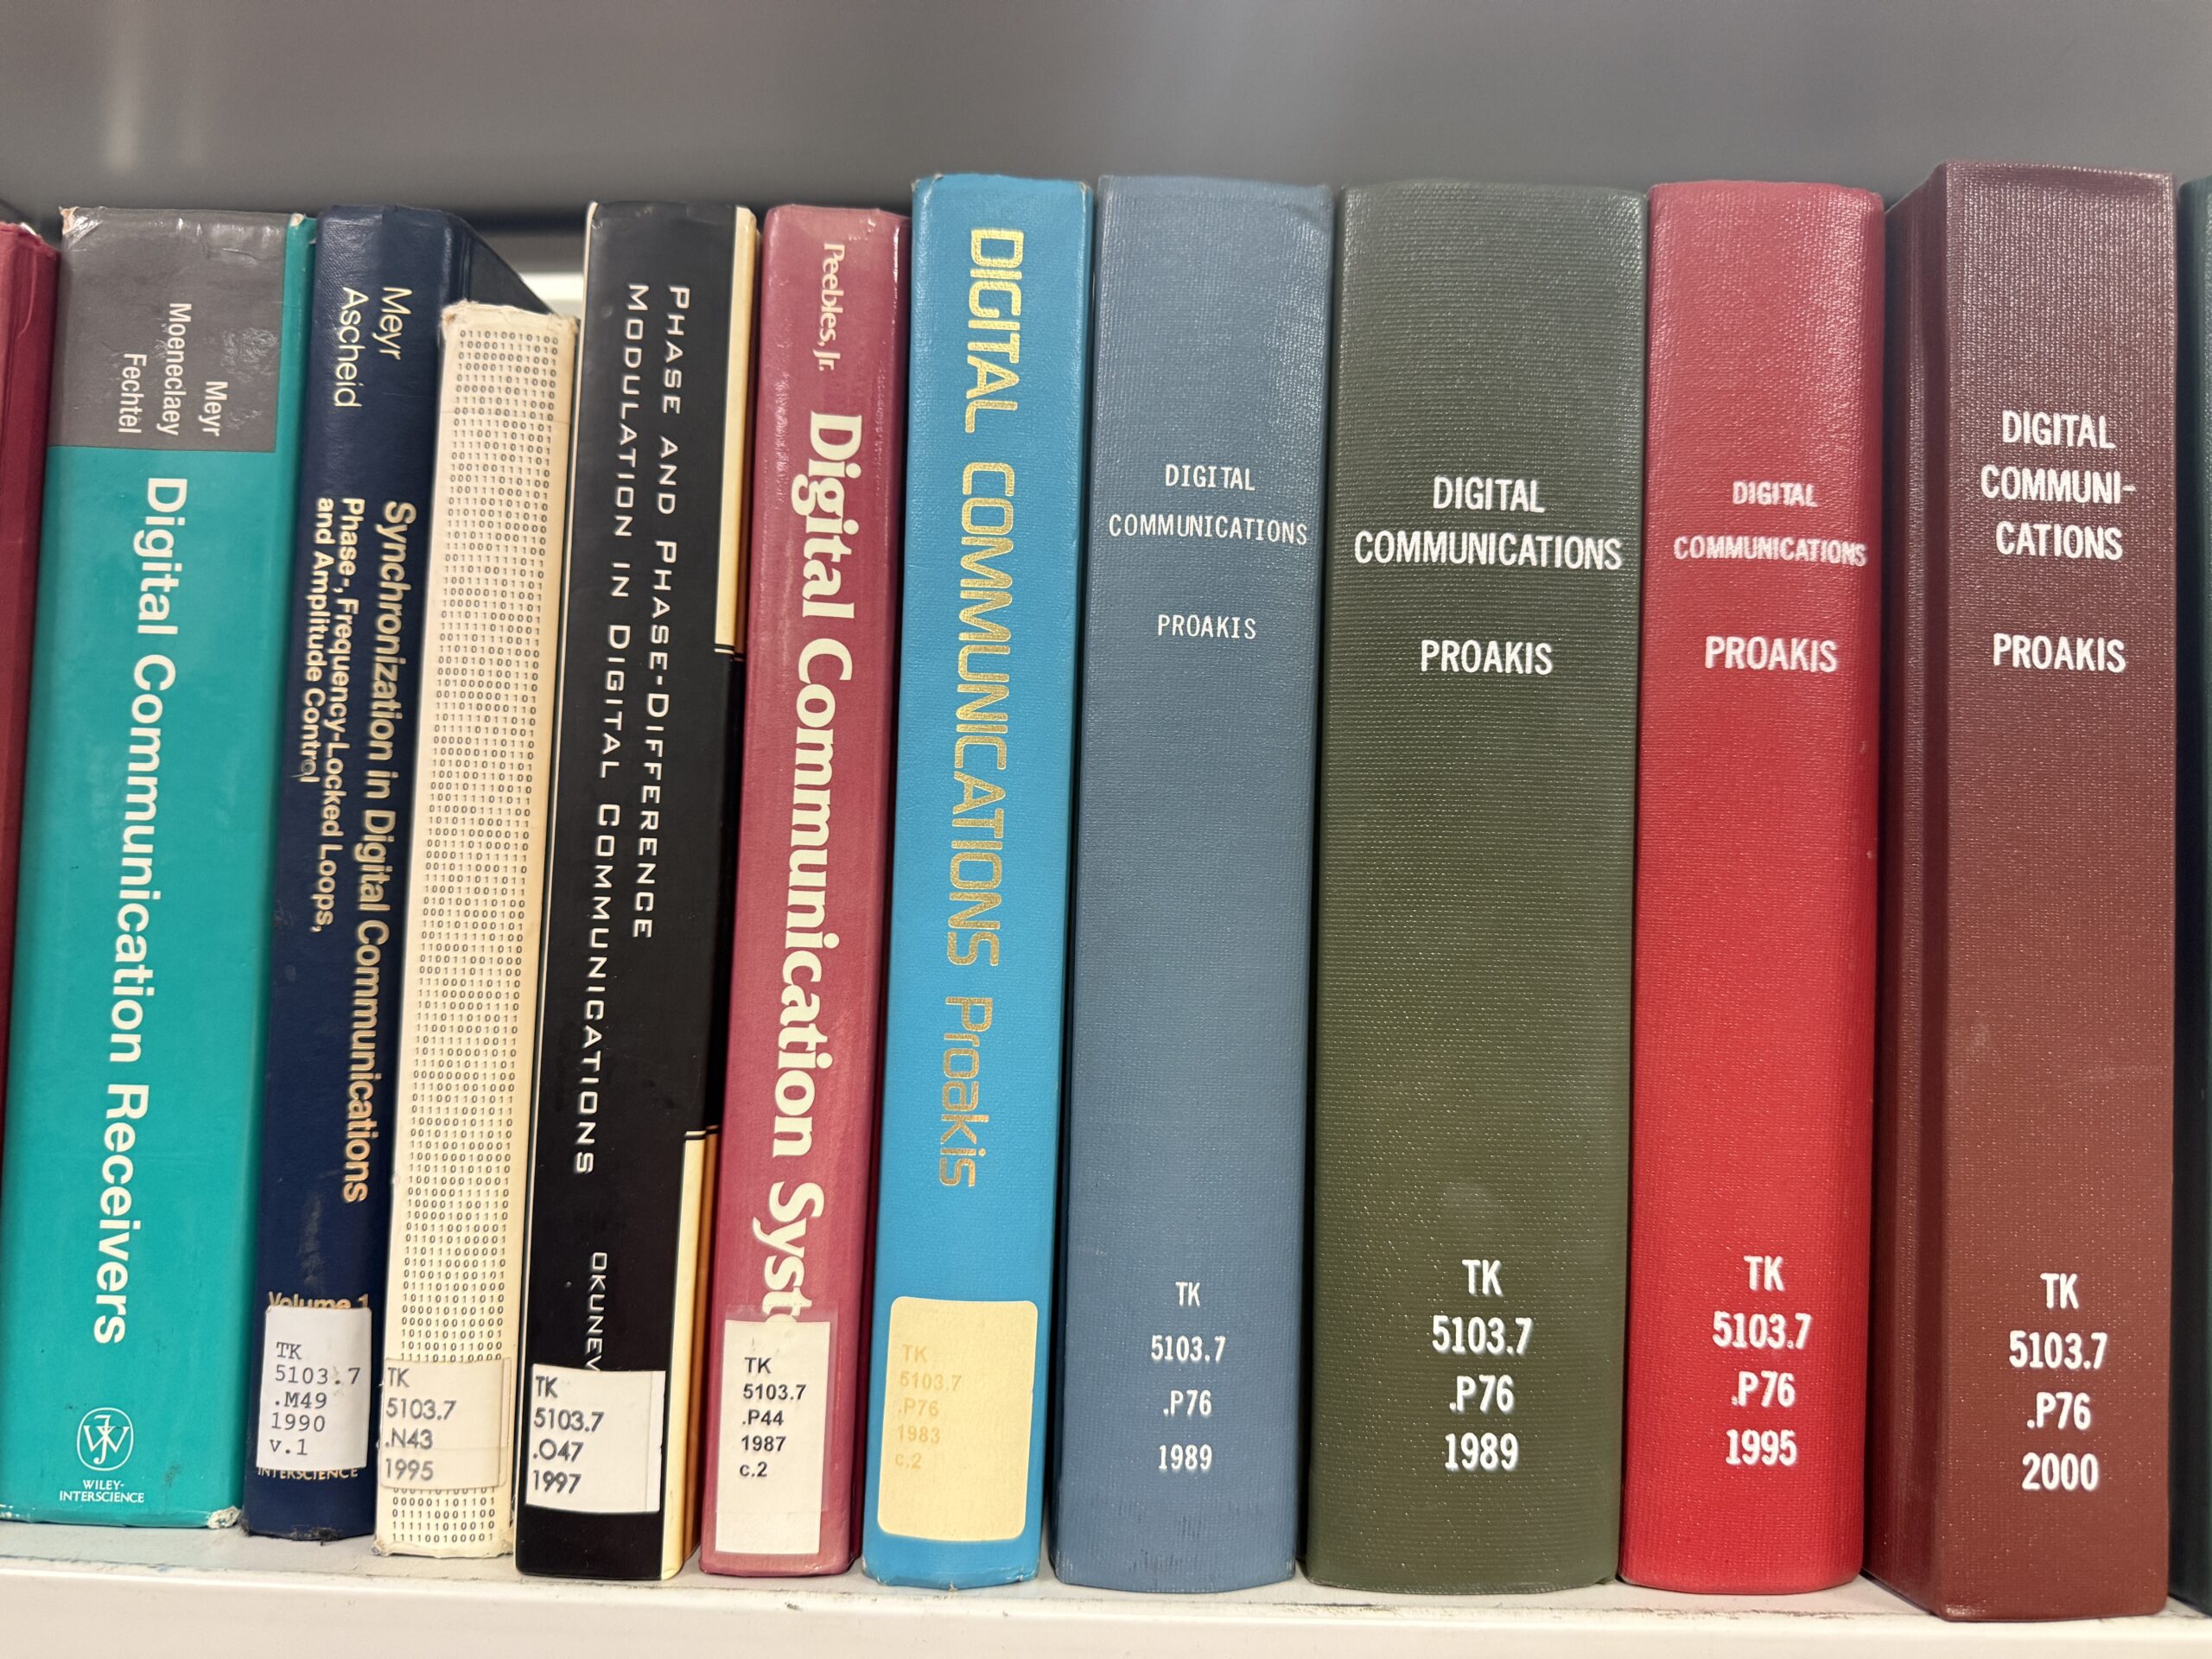 Meyr
Moeneclaey
Fechtel
Digital Communication Receivers
WILEY-
INTERSCIENCE
Meyr
Ascheid
Synchronization in Digital Communications
Phase-, Frequency-Locked Loops,
and Amplitude Control
Volume 1
TK
5103.7
.M49
1990
v.1
INTERSCIENCE
TK
5103.7
.N43
1995
PHASE AND PHASE-DIFFERENCE
MODULATION IN DIGITAL COMMUNICATIONS
OKUNEV
TK
5103.7
.O47
1997
Peebles, Jr.
Digital Communication Syst
TK
5103.7
.P44
1987
c.2
DIGITAL COMMUNICATIONS Proakis
TK
5103.7
.P76
1983
c.2
DIGITAL
COMMUNICATIONS
PROAKIS
TK
5103.7
.P76
1989
DIGITAL
COMMUNICATIONS
PROAKIS
TK
5103.7
.P76
1989
DIGITAL
COMMUNICATIONS
PROAKIS
TK
5103.7
.P76
1995
DIGITAL
COMMUNI-
CATIONS
PROAKIS
TK
5103.7
.P76
2000